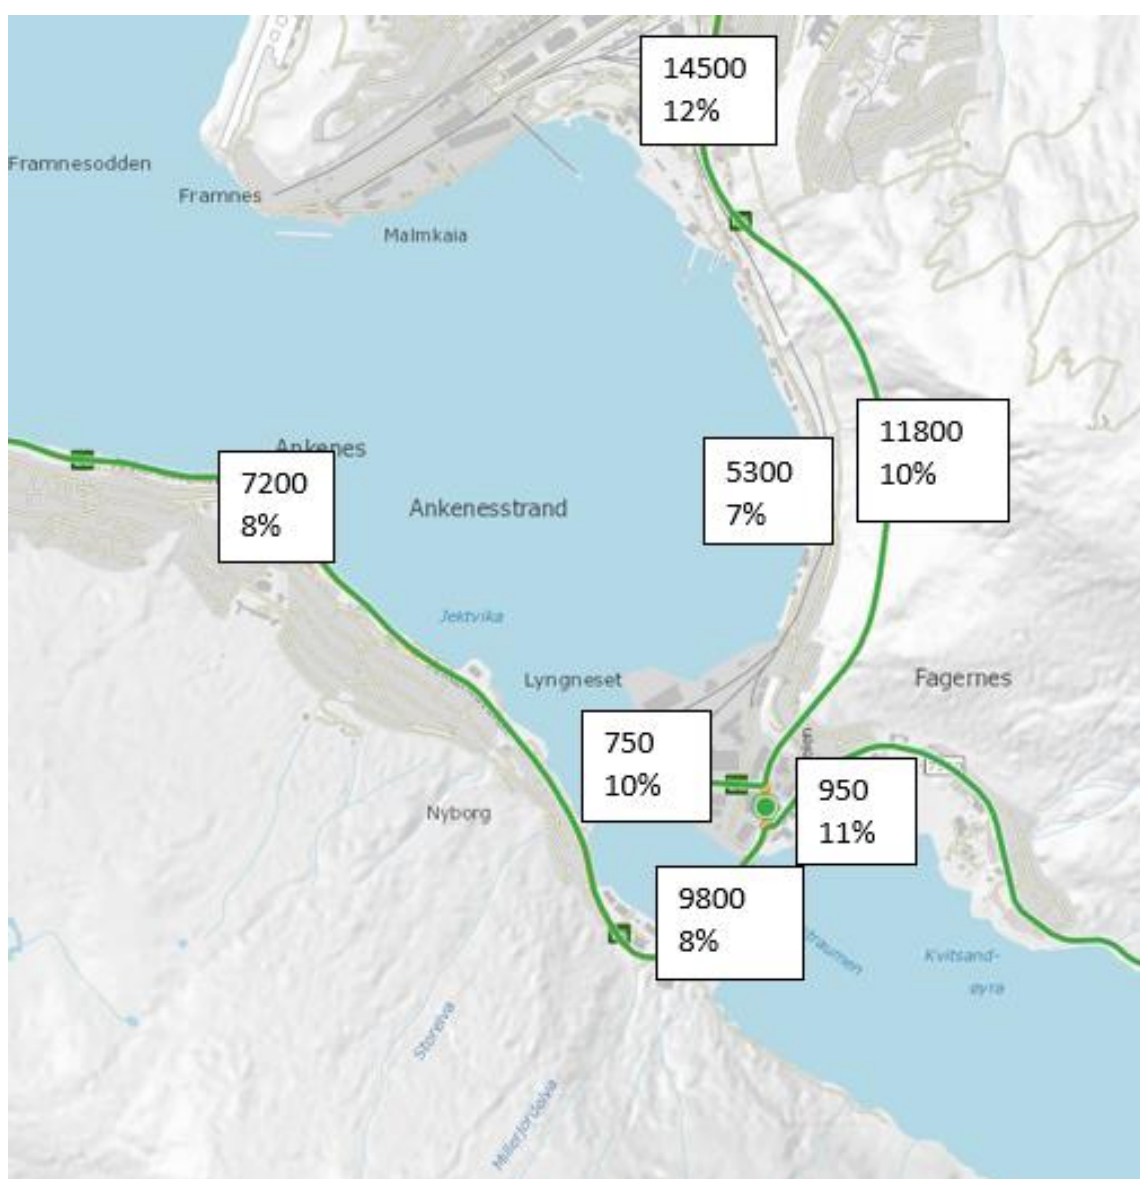 14500
12%
Framnesodden
Framnes
Malmkaia
11800
10%
5300
7%
Ankenes
7200
8%
Ankenesstrand
Jektvika
Lyngneset
Fagernes
750
10%
950
11%
Nyborg
9800
8%
Kvitsand-
øyra
Storelva